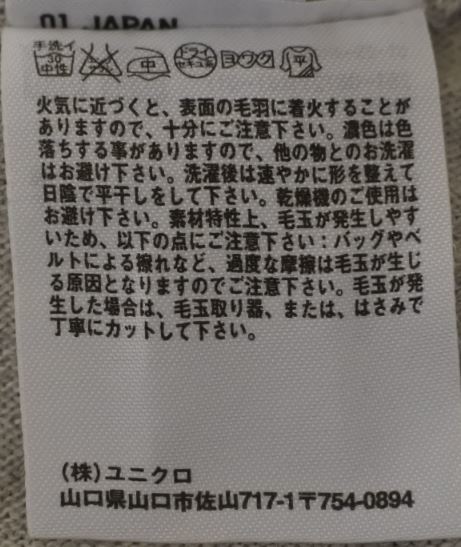 01 JAPAN
手洗イ 30 中性 中 ドライ セキユ系 ヨワク 平
火気に近づくと、表面の毛羽に着火することが
ありますので、十分にご注意下さい。濃色は色
落ちする事がありますので、他の物とのお洗濯
はお避け下さい。洗濯後は速やかに形を整えて
日陰で平干しをして下さい。乾燥機のご使用は
お避け下さい。素材特性上、毛玉が発生しやす
いため、以下の点にご注意下さい：バッグやベ
ルトによる擦れなど、過度な摩擦は毛玉が生じ
る原因となりますのでご注意下さい。毛玉が発
生した場合は、毛玉取り器、または、はさみで
丁寧にカットして下さい。
(株)ユニクロ
山口県山口市佐山717-1〒754-0894